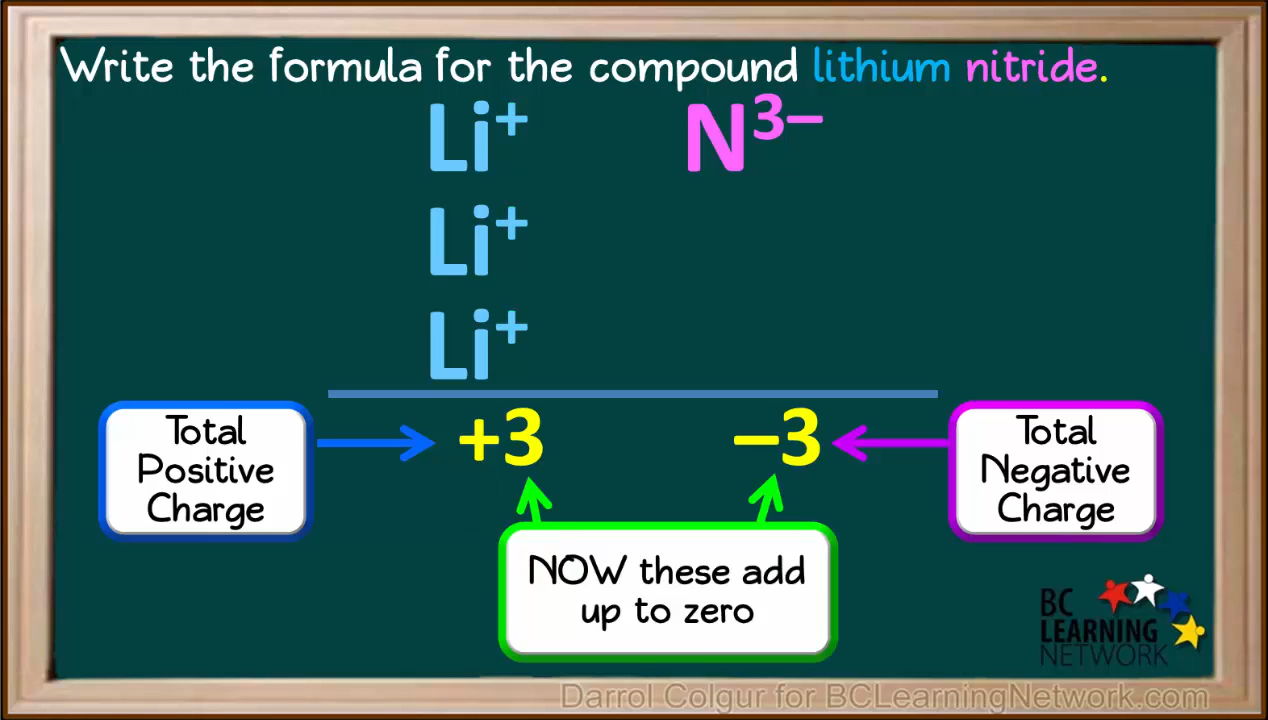 Write the formula for the compound lithium nitride.
Li⁺ N³⁻
Li⁺
Li⁺
Total
Positive
Charge
+3 –3
Total
Negative
Charge
NOW these add
up to zero
BC
LEARNING
NETWORK
Darrol Colgur for BCLearningNetwork.com